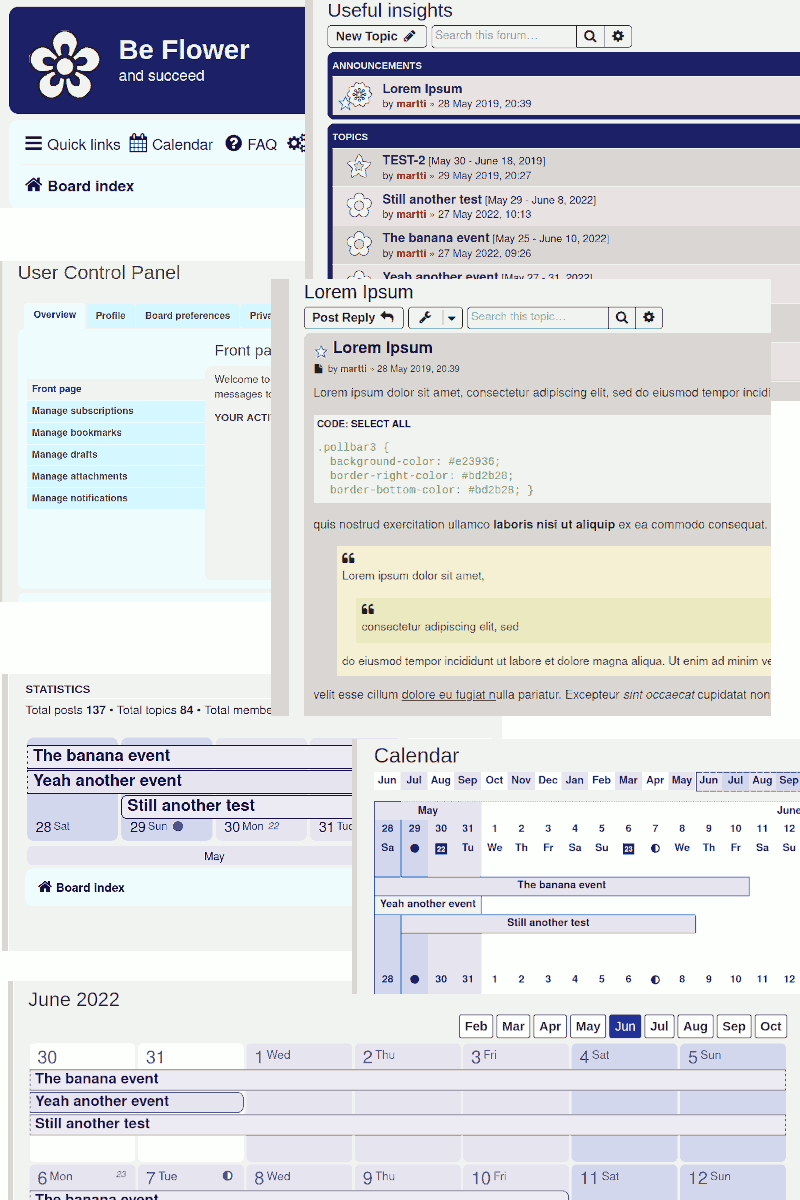 Be Flower
and succeed
Quick links Calendar FAQ
Board index
Useful insights
New Topic Search this forum…
ANNOUNCEMENTS
Lorem Ipsum
by martti » 28 May 2019, 20:39
TOPICS
TEST-2 [May 30 - June 18, 2019]
by martti » 29 May 2019, 20:27
Still another test [May 29 - June 8, 2022]
by martti » 27 May 2022, 10:13
The banana event [May 25 - June 10, 2022]
by martti » 27 May 2022, 09:26
Yeah another event [May 27 - 31, 2022]
User Control Panel
Overview Profile Board preferences Priva
Front pa
Welcome to
messages to
YOUR ACTI
Front page
Manage subscriptions
Manage bookmarks
Manage drafts
Manage attachments
Manage notifications
Lorem Ipsum
Post Reply Search this topic…
Lorem Ipsum
by martti » 28 May 2019, 20:39
Lorem ipsum dolor sit amet, consectetur adipiscing elit, sed do eiusmod tempor incidi
CODE: SELECT ALL
.pollbar3 {
background-color: #e23936;
border-right-color: #bd2b28;
border-bottom-color: #bd2b28; }
quis nostrud exercitation ullamco laboris nisi ut aliquip ex ea commodo consequat.
Lorem ipsum dolor sit amet,
consectetur adipiscing elit, sed
do eiusmod tempor incididunt ut labore et dolore magna aliqua. Ut enim ad minim ve
velit esse cillum dolore eu fugiat nulla pariatur. Excepteur sint occaecat cupidatat non
STATISTICS
Total posts 137 • Total topics 84 • Total membe
The banana event
Yeah another event
Still another test
28 Sat 29 Sun 30 Mon 22 31 Tue
May
Board index
Calendar
Jun Jul Aug Sep Oct Nov Dec Jan Feb Mar Apr May Jun Jul Aug Sep
May June
28 29 30 31 1 2 3 4 5 6 7 8 9 10 11 12
Sa 22 Tu We Th Fr Sa Su 23 We Th Fr Sa Su
The banana event
Yeah another event
Still another test
28 30 31 1 2 3 4 5 6 8 9 10 11 12
June 2022
Feb Mar Apr May Jun Jul Aug Sep Oct
30 31 1 Wed 2 Thu 3 Fri 4 Sat 5 Sun
The banana event
Yeah another event
Still another test
6 Mon 23 7 Tue 8 Wed 9 Thu 10 Fri 11 Sat 12 Sun
The banana event